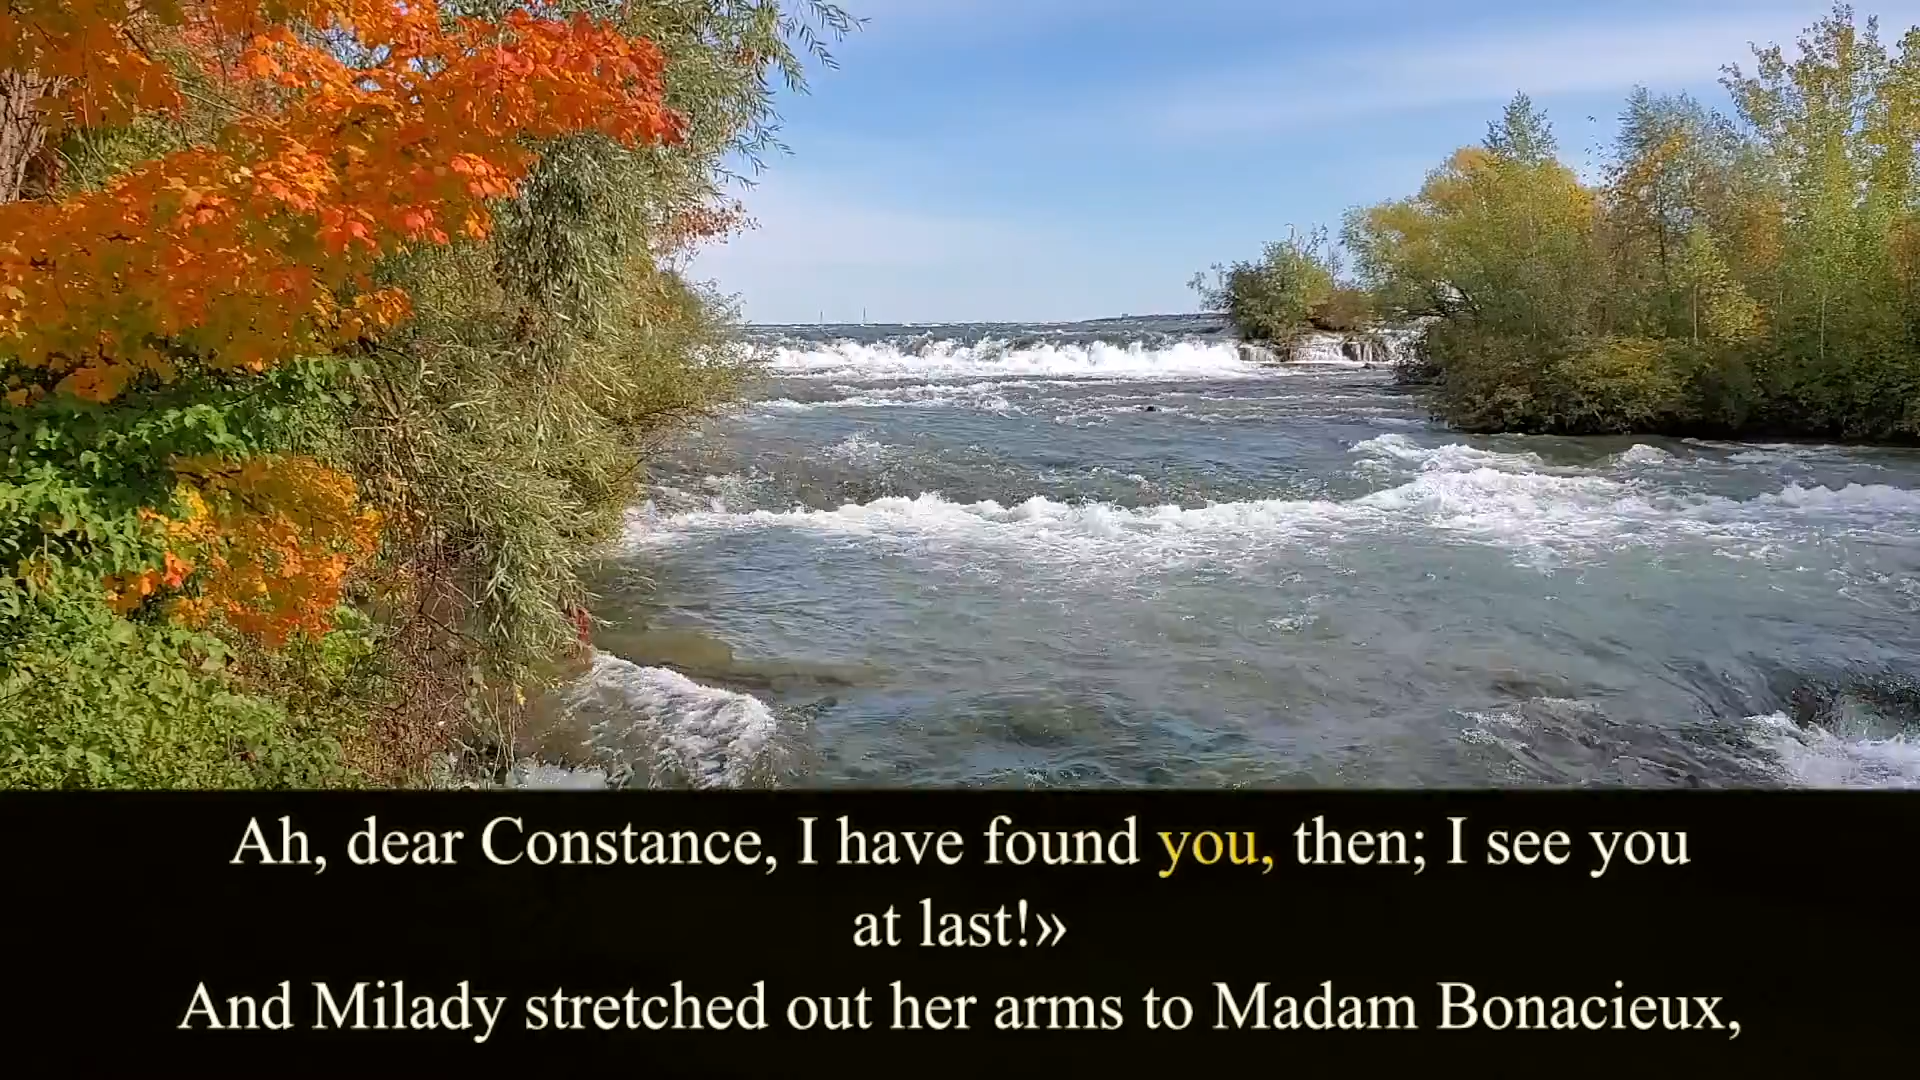 Ah, dear Constance, I have found you, then; I see you
at last!»
And Milady stretched out her arms to Madam Bonacieux,